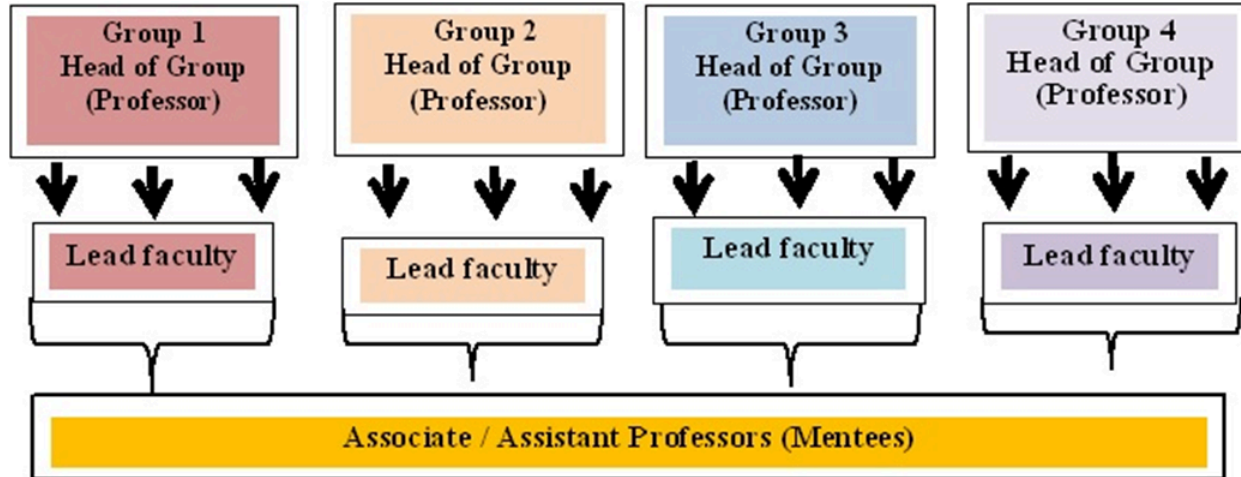 Group 1
Head of Group
(Professor)
Group 2
Head of Group
(Professor)
Group 3
Head of Group
(Professor)
Group 4
Head of Group
(Professor)
Lead faculty
Lead faculty
Lead faculty
Lead faculty
Associate / Assistant Professors (Mentees)